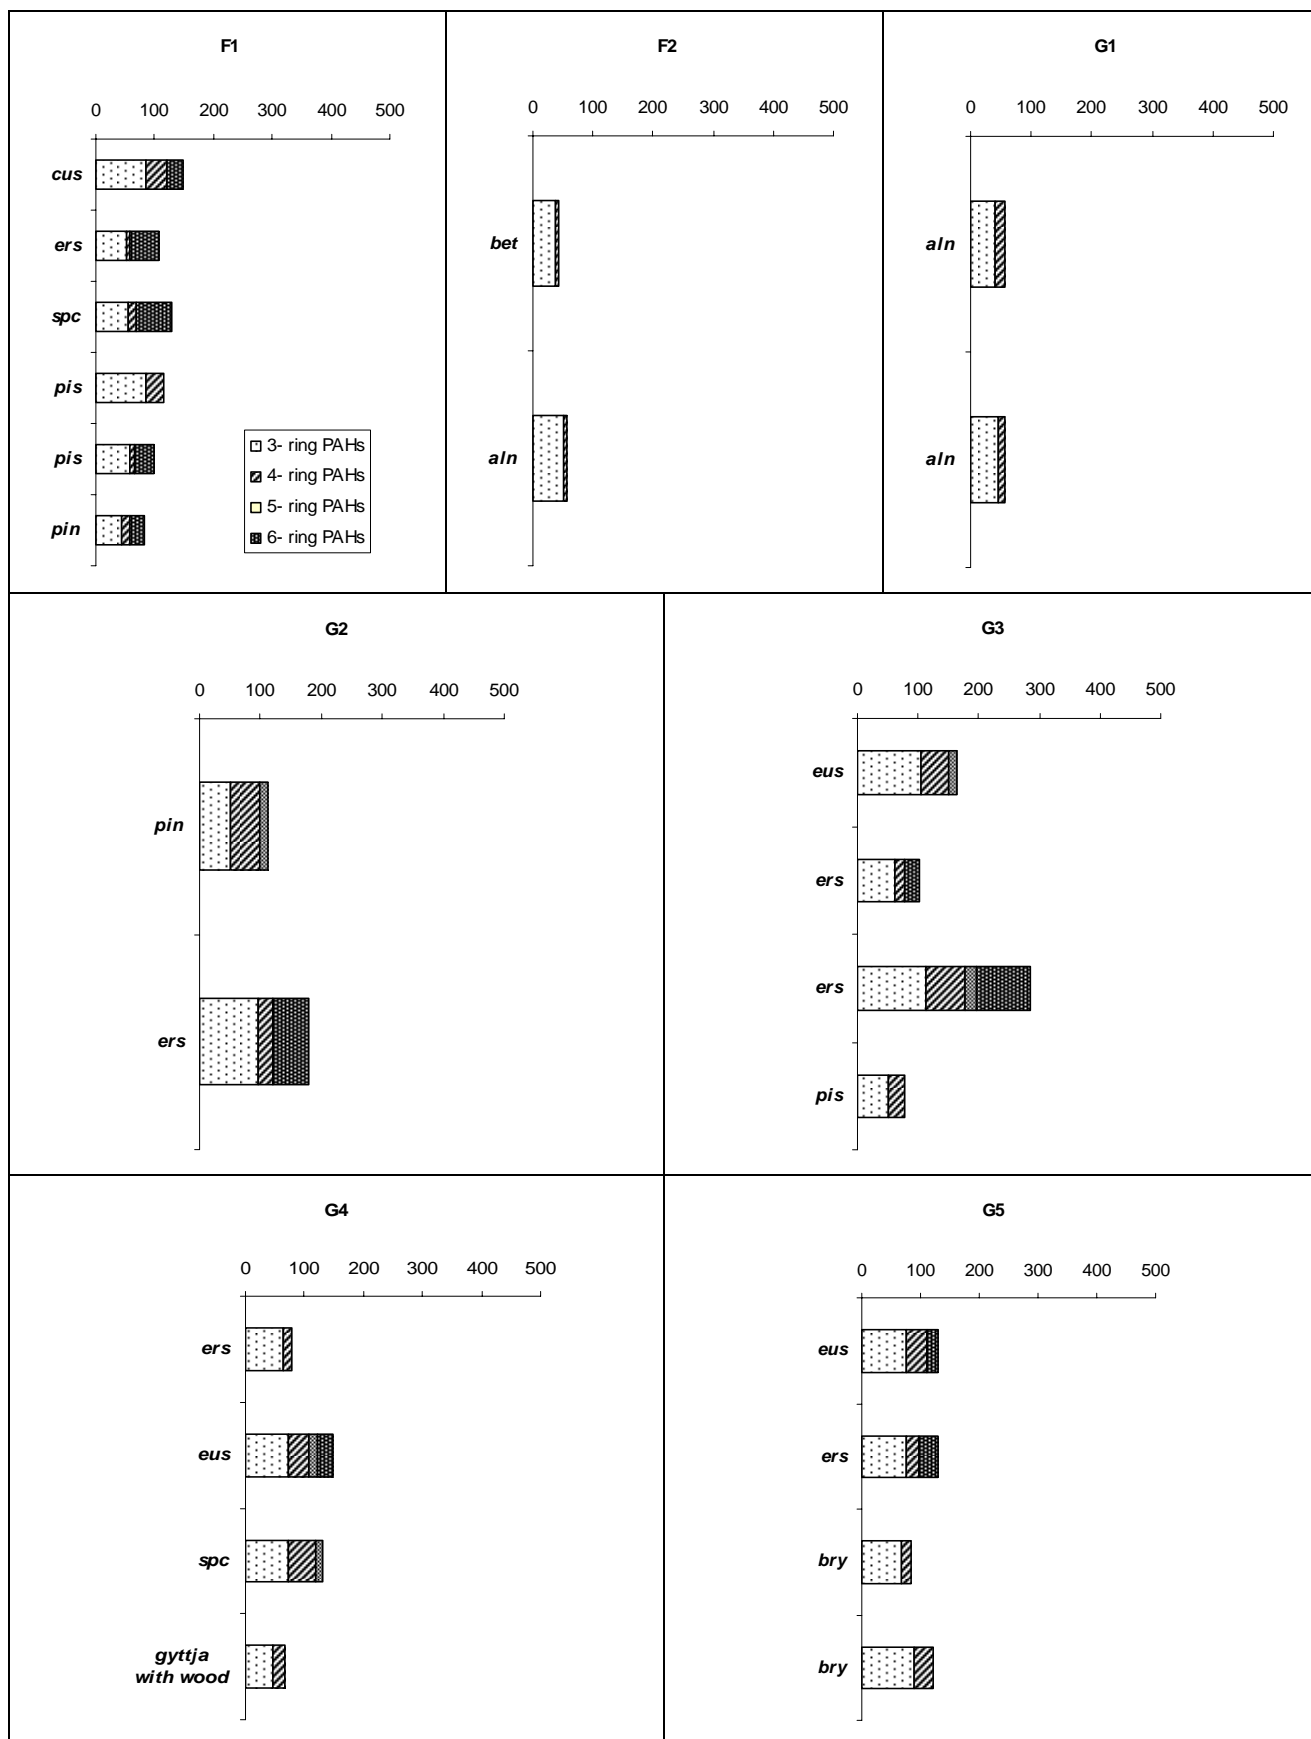 F1
0 100 200 300 400 500
cus
ers
spc
pis
pis
pin
3- ring PAHs
4- ring PAHs
5- ring PAHs
6- ring PAHs
F2
0 100 200 300 400 500
bet
aln
G1
0 100 200 300 400 500
aln
aln
G2
0 100 200 300 400 500
pin
ers
G3
0 100 200 300 400 500
eus
ers
ers
pis
G4
0 100 200 300 400 500
ers
eus
spc
gyttja
with wood
G5
0 100 200 300 400 500
eus
ers
bry
bry